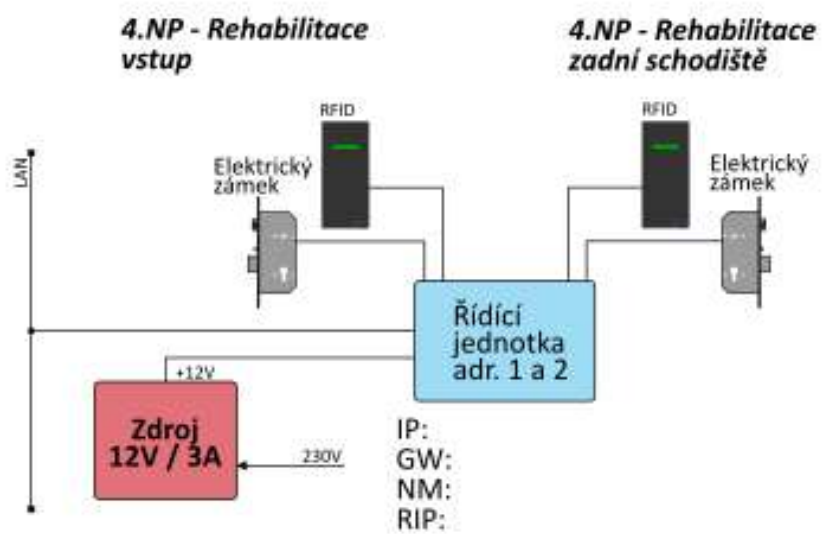 4.NP - Rehabilitace
vstup
4.NP - Rehabilitace
zadní schodiště
RFID
RFID
LAN
Elektrický
zámek
Elektrický
zámek
Řídící
jednotka
adr. 1 a 2
+12V
Zdroj
12V / 3A
230V
IP:
GW:
NM:
RIP: